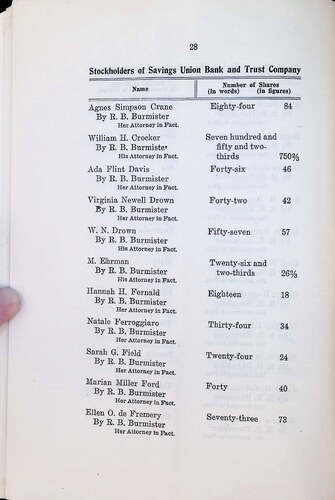 28
Stockholders of Savings Union Bank and Trust Company
Name Number of Shares
(in words) (in figures)
Agnes Simpson Crane Eighty-four 84
By R. B. Burmister
Her Attorney in Fact.
William H. Crocker Seven hundred and
By R. B. Burmister fifty and two-
His Attorney in Fact. thirds 750⅔
Ada Flint Davis Forty-six 46
By R. B. Burmister
Her Attorney in Fact.
Virginia Newell Drown Forty-two 42
By R. B. Burmister
Her Attorney in Fact.
W. N. Drown Fifty-seven 57
By R. B. Burmister
His Attorney in Fact.
M. Ehrman Twenty-six and
By R. B. Burmister two-thirds 26⅔
His Attorney in Fact.
Hannah H. Fernald Eighteen 18
By R. B. Burmister
Her Attorney in Fact.
Natale Ferroggiaro Thirty-four 34
By R. B. Burmister
Her Attorney in Fact.
Sarah G. Field Twenty-four 24
By R. B. Burmister
Her Attorney in Fact.
Marian Miller Ford Forty 40
By R. B. Burmister
Her Attorney in Fact.
Ellen O. de Fremery Seventy-three 73
By R. B. Burmister
Her Attorney in Fact.